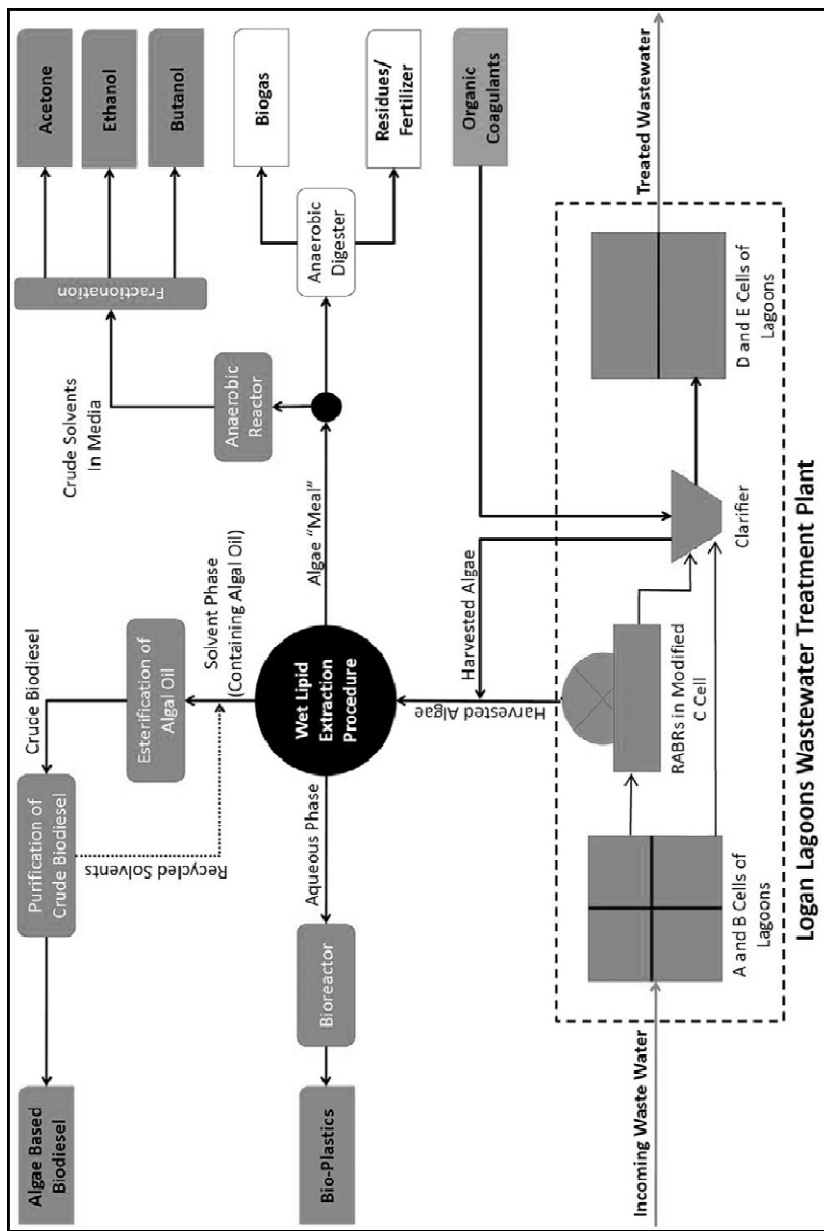 Algae Based
Biodiesel
Purification of
Crude Biodiesel
Crude Biodiesel
Esterification of
Algal Oil
Recycled Solvents
Solvent Phase
(Containing Algal Oil)
Crude Solvents
In Media
Fractionation
Acetone
Ethanol
Butanol
Anaerobic
Reactor
Bio-Plastics
Bioreactor
Aqueous Phase
Wet Lipid
Extraction
Procedure
Algae “Meal”
Anaerobic
Digester
Biogas
Residues/
Fertilizer
Harvested Algae
Harvested Algae
Organic
Coagulants
Incoming Waste Water
A and B Cells of
Lagoons
RABRs in Modified
C Cell
Clarifier
D and E Cells of
Lagoons
Treated Wastewater
Logan Lagoons Wastewater Treatment Plant